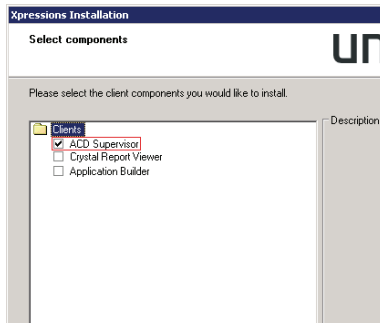 Xpressions Installation
Select components
un
Please select the client components you would like to install.
Clients
Description
ACD Supervisor
Crystal Report Viewer
Application Builder